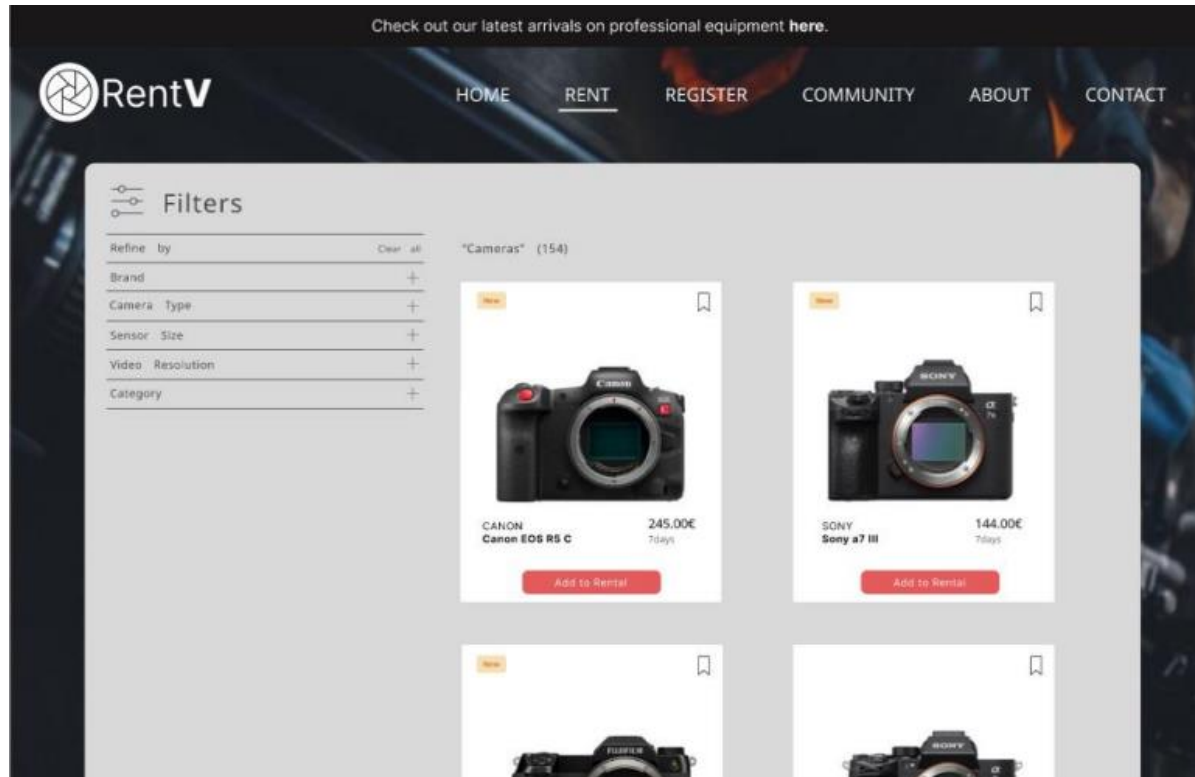 Check out our latest arrivals on professional equipment here.
RentV
HOME RENT REGISTER COMMUNITY ABOUT CONTACT
Filters
Refine by Clear all
Brand
Camera Type
Sensor Size
Video Resolution
Category
"Cameras" (154)
New
Canon
CANON 245.00€
Canon EOS R5 C 7days
Add to Rental
New
SONY
α
SONY 144.00€
Sony a7 III 7days
Add to Rental
New
FUJIFILM
SONY
α